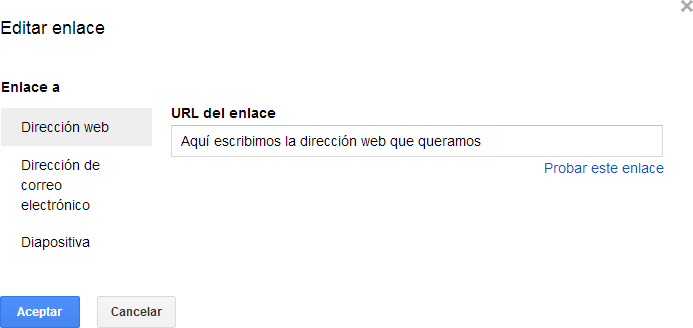 Editar enlace
Enlace a
Dirección web
Dirección de
correo
electrónico
Diapositiva
URL del enlace
Aquí escribimos la dirección web que queramos
Probar este enlace
Aceptar
Cancelar